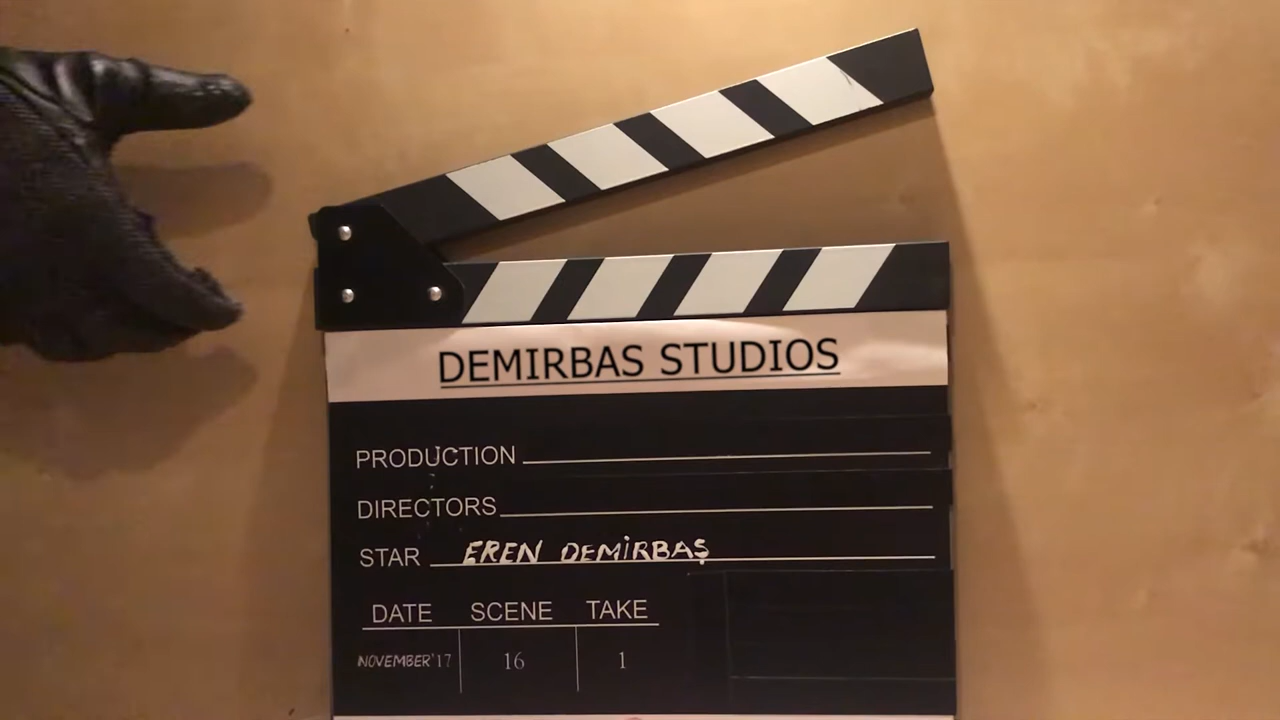 DEMIRBAS STUDIOS
PRODUCTION
DIRECTORS
STAR EREN DEMİRBAŞ
DATE SCENE TAKE
NOVEMBER'17 16 1